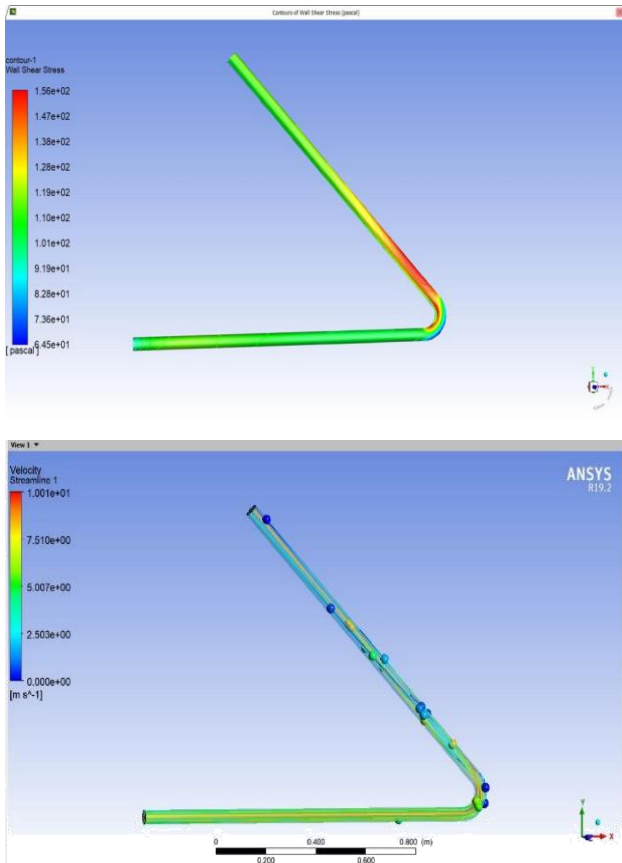 Contours of Wall Shear Stress (pascal)
contour-1
Wall Shear Stress
1.56e+02
1.47e+02
1.38e+02
1.28e+02
1.19e+02
1.10e+02
1.01e+02
9.19e+01
8.28e+01
7.36e+01
6.45e+01
[ pascal ]
View 1
Velocity
Streamline 1
1.001e+01
7.510e+00
5.007e+00
2.503e+00
0.000e+00
[m s^-1]
ANSYS
R19.2
Y
X
0 0.400 0.800 (m)
0.200 0.600